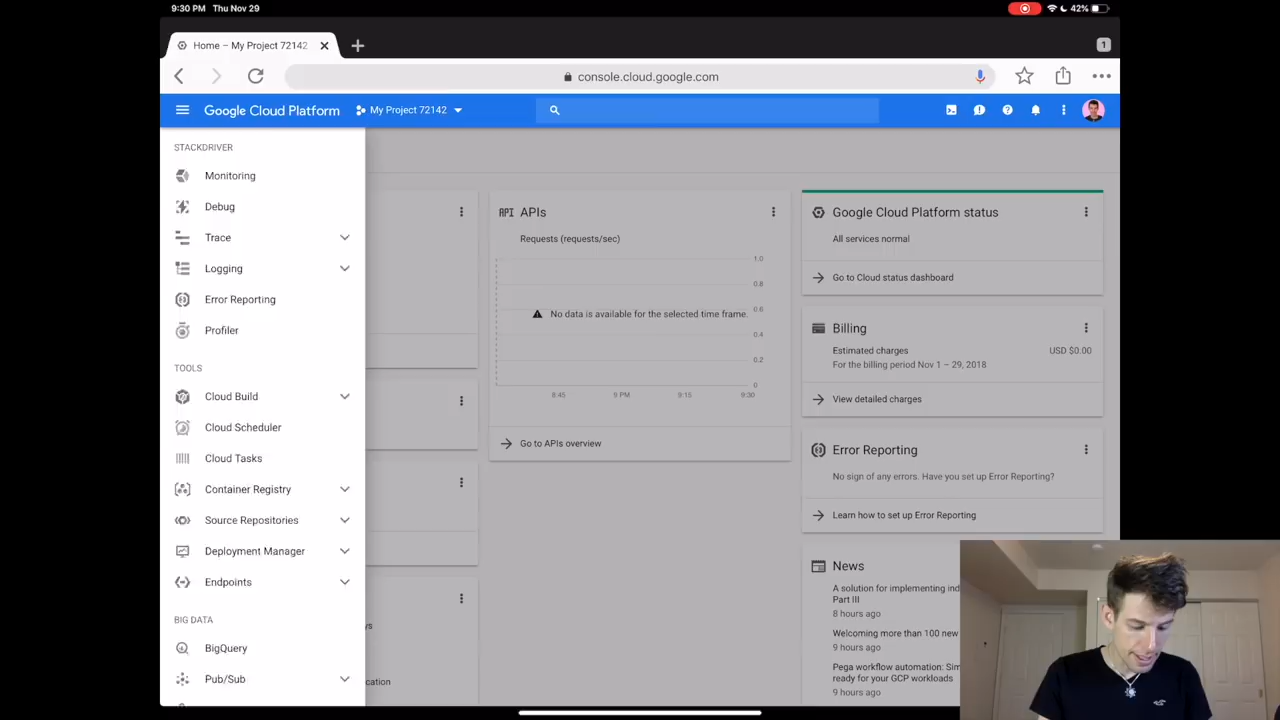 9:30 PM Thu Nov 29
42%
Home – My Project 72142
1
console.cloud.google.com
Google Cloud Platform
My Project 72142
STACKDRIVER
Monitoring
Debug
Trace
Logging
Error Reporting
Profiler
TOOLS
Cloud Build
Cloud Scheduler
Cloud Tasks
Container Registry
Source Repositories
Deployment Manager
Endpoints
BIG DATA
BigQuery
Pub/Sub
ys
ication
API APIs
Requests (requests/sec)
1.0
0.8
0.6
0.4
0.2
0
No data is available for the selected time frame.
8:45 9 PM 9:15 9:30
Go to APIs overview
Google Cloud Platform status
All services normal
Go to Cloud status dashboard
Billing
Estimated charges USD $0.00
For the billing period Nov 1 – 29, 2018
View detailed charges
Error Reporting
No sign of any errors. Have you set up Error Reporting?
Learn how to set up Error Reporting
News
A solution for implementing ind
Part III
8 hours ago
Welcoming more than 100 new
9 hours ago
Pega workflow automation: Sim
ready for your GCP workloads
9 hours ago